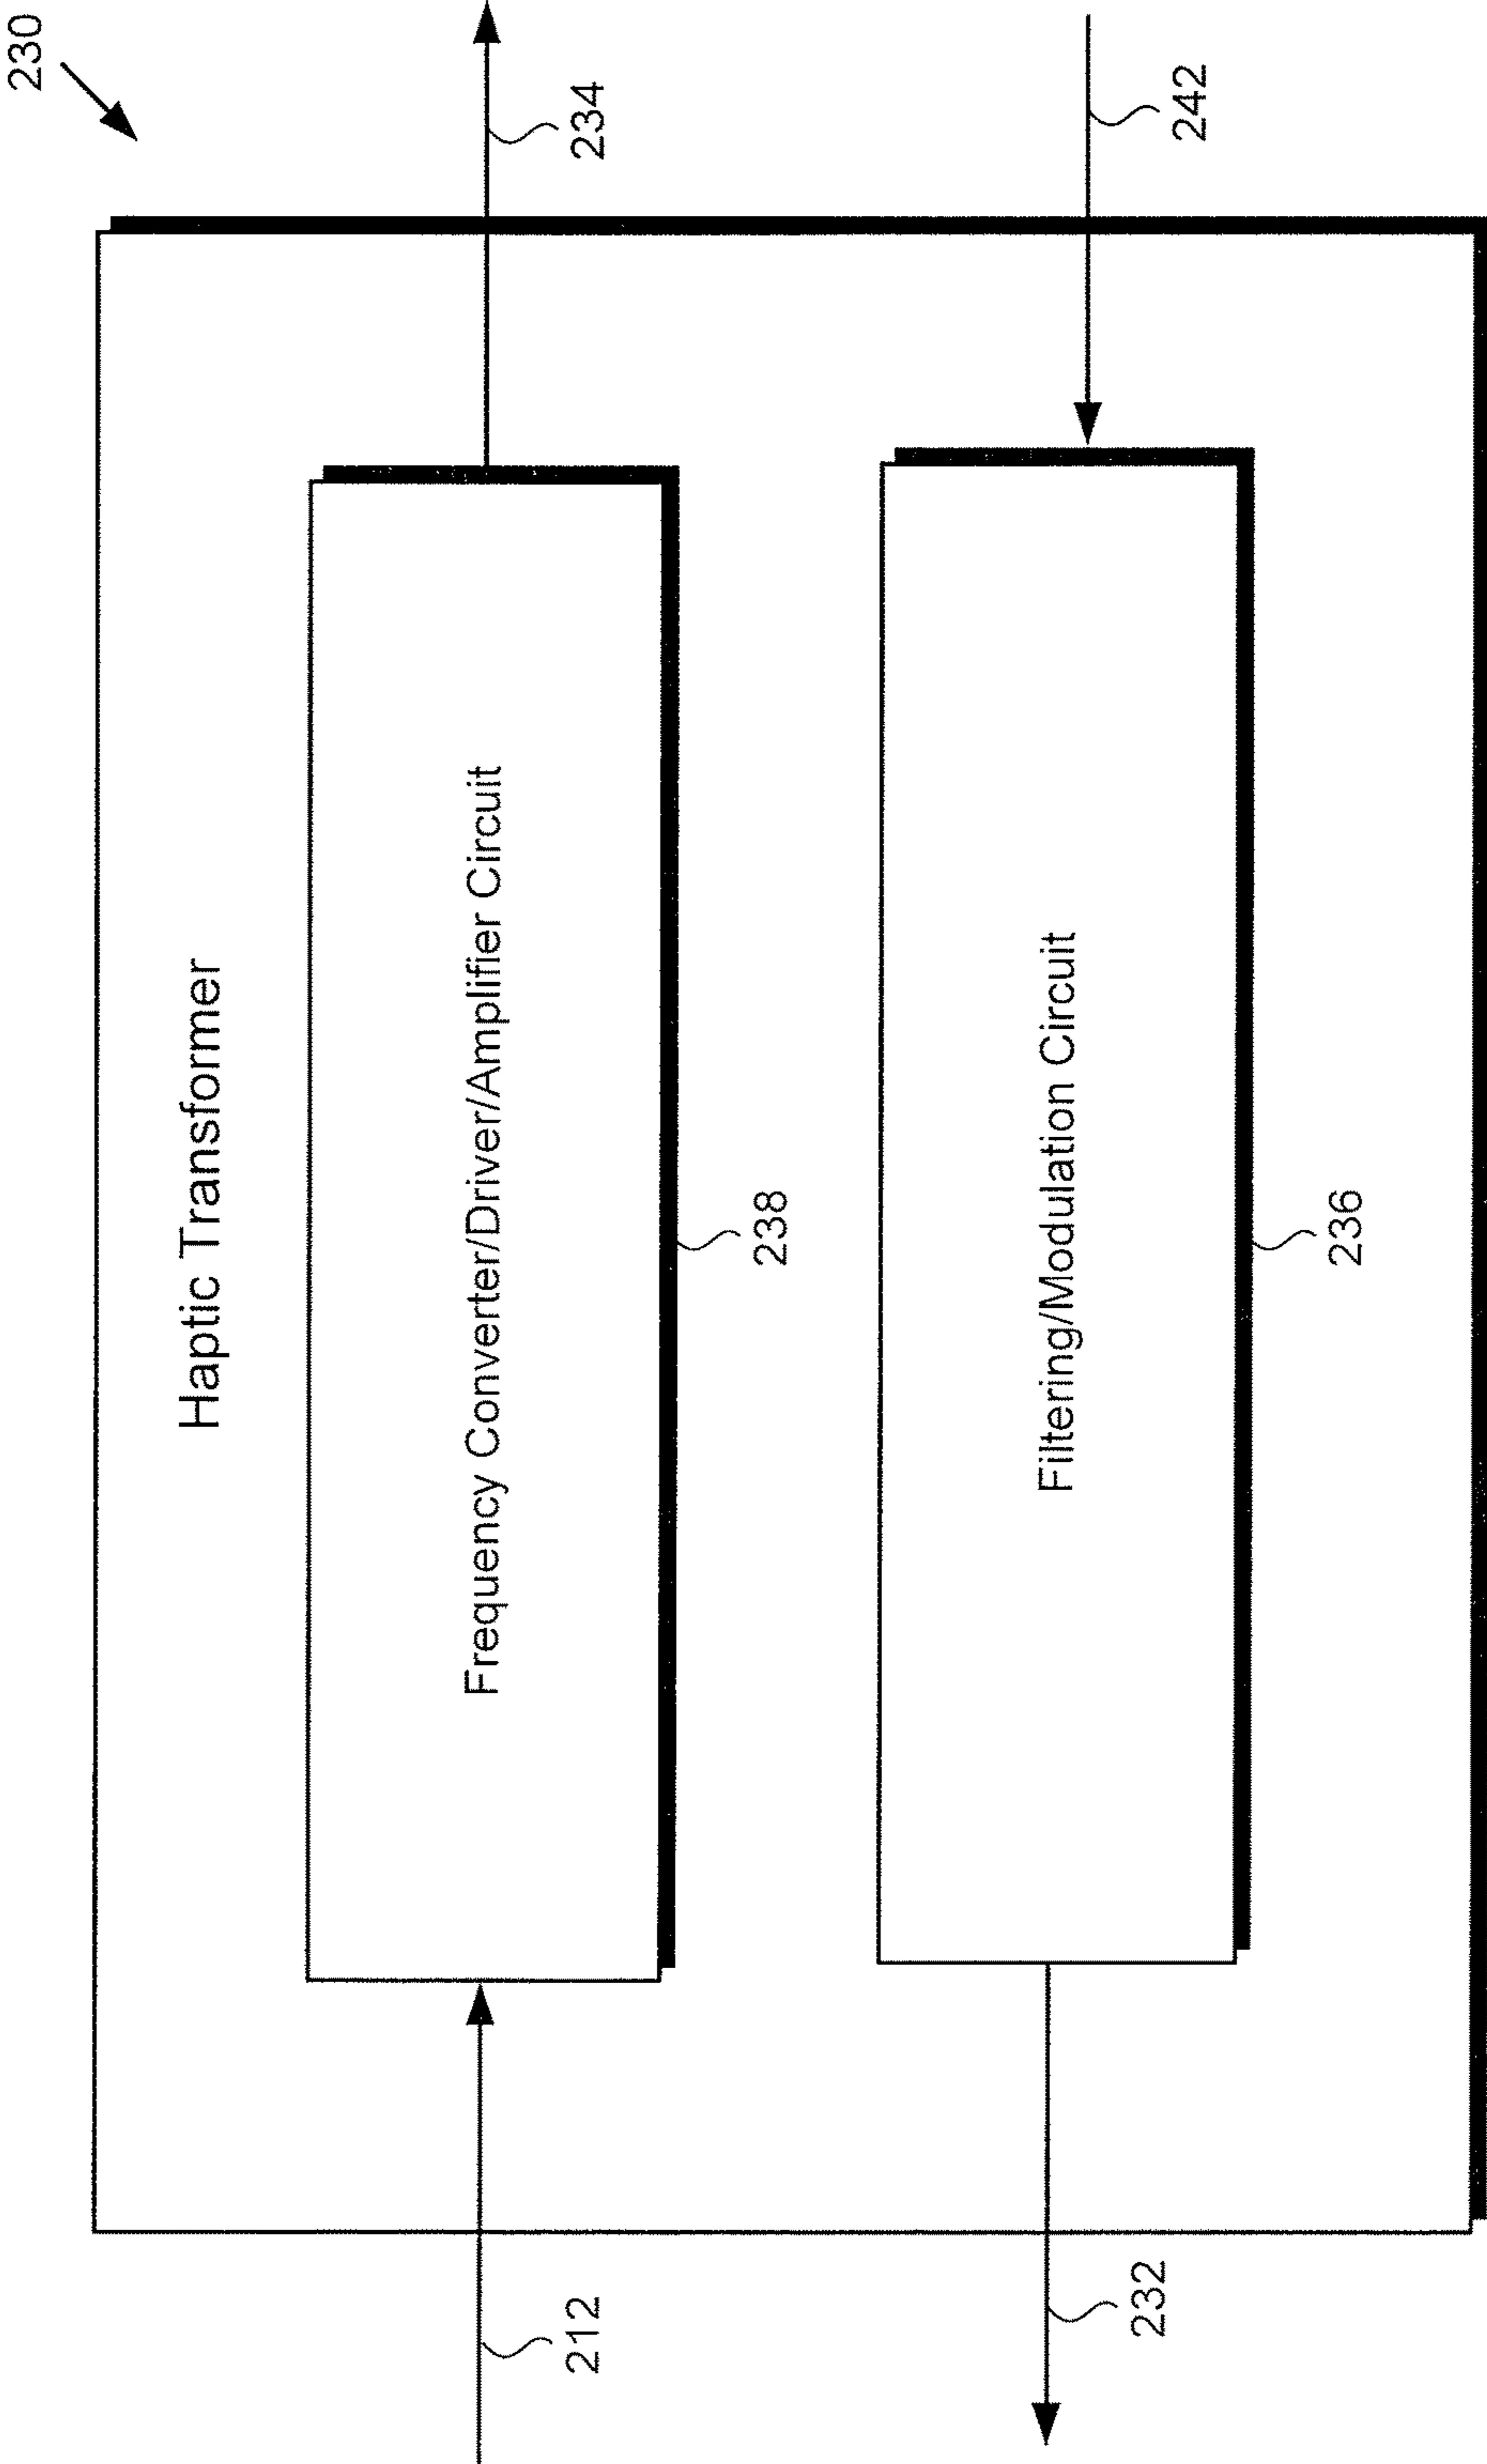 230
Haptic Transformer
212
Frequency Converter/Driver/Amplifier Circuit
234
238
232
Filtering/Modulation Circuit
242
236